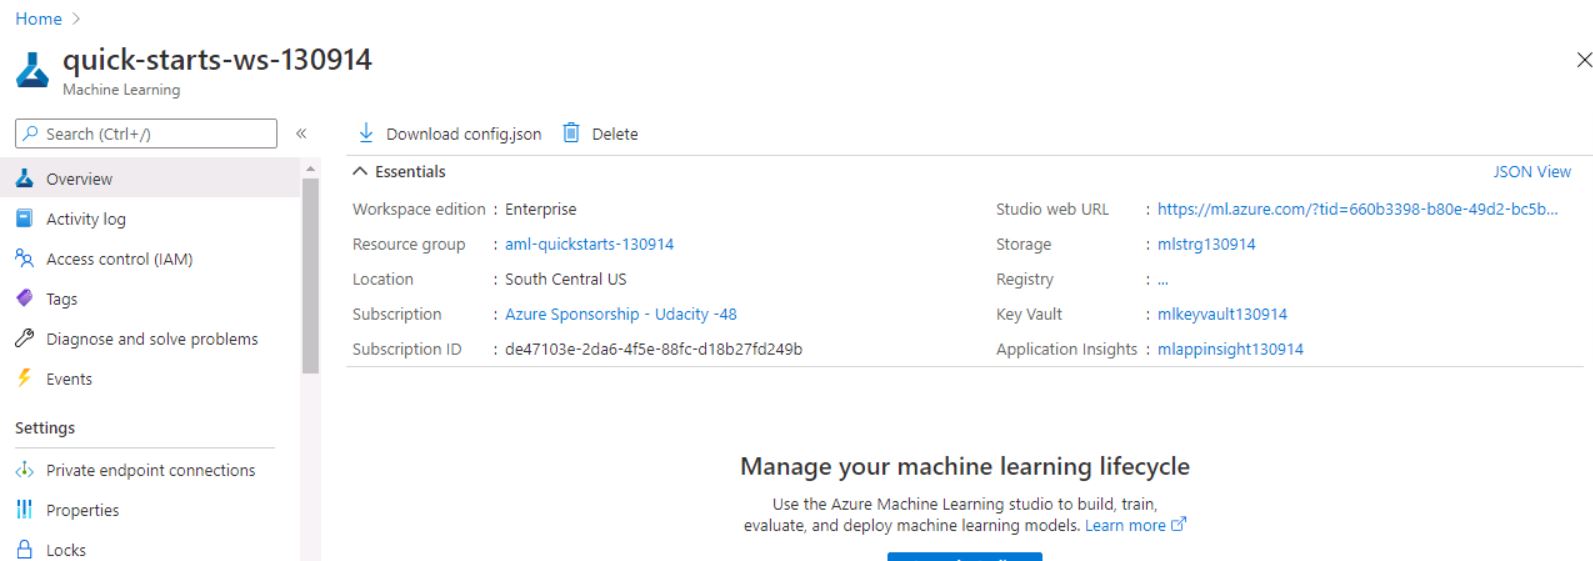 Home >
quick-starts-ws-130914
Machine Learning
Search (Ctrl+/)
«
Download config.json
Delete
Overview
Activity log
Access control (IAM)
Tags
Diagnose and solve problems
Events
Settings
Private endpoint connections
Properties
Locks
Essentials
JSON View
Workspace edition : Enterprise
Resource group : aml-quickstarts-130914
Location : South Central US
Subscription : Azure Sponsorship - Udacity -48
Subscription ID : de47103e-2da6-4f5e-88fc-d18b27fd249b
Studio web URL : https://ml.azure.com/?tid=660b3398-b80e-49d2-bc5b...
Storage : mlstrg130914
Registry : ...
Key Vault : mlkeyvault130914
Application Insights : mlappinsight130914
Manage your machine learning lifecycle
Use the Azure Machine Learning studio to build, train,
evaluate, and deploy machine learning models. Learn more